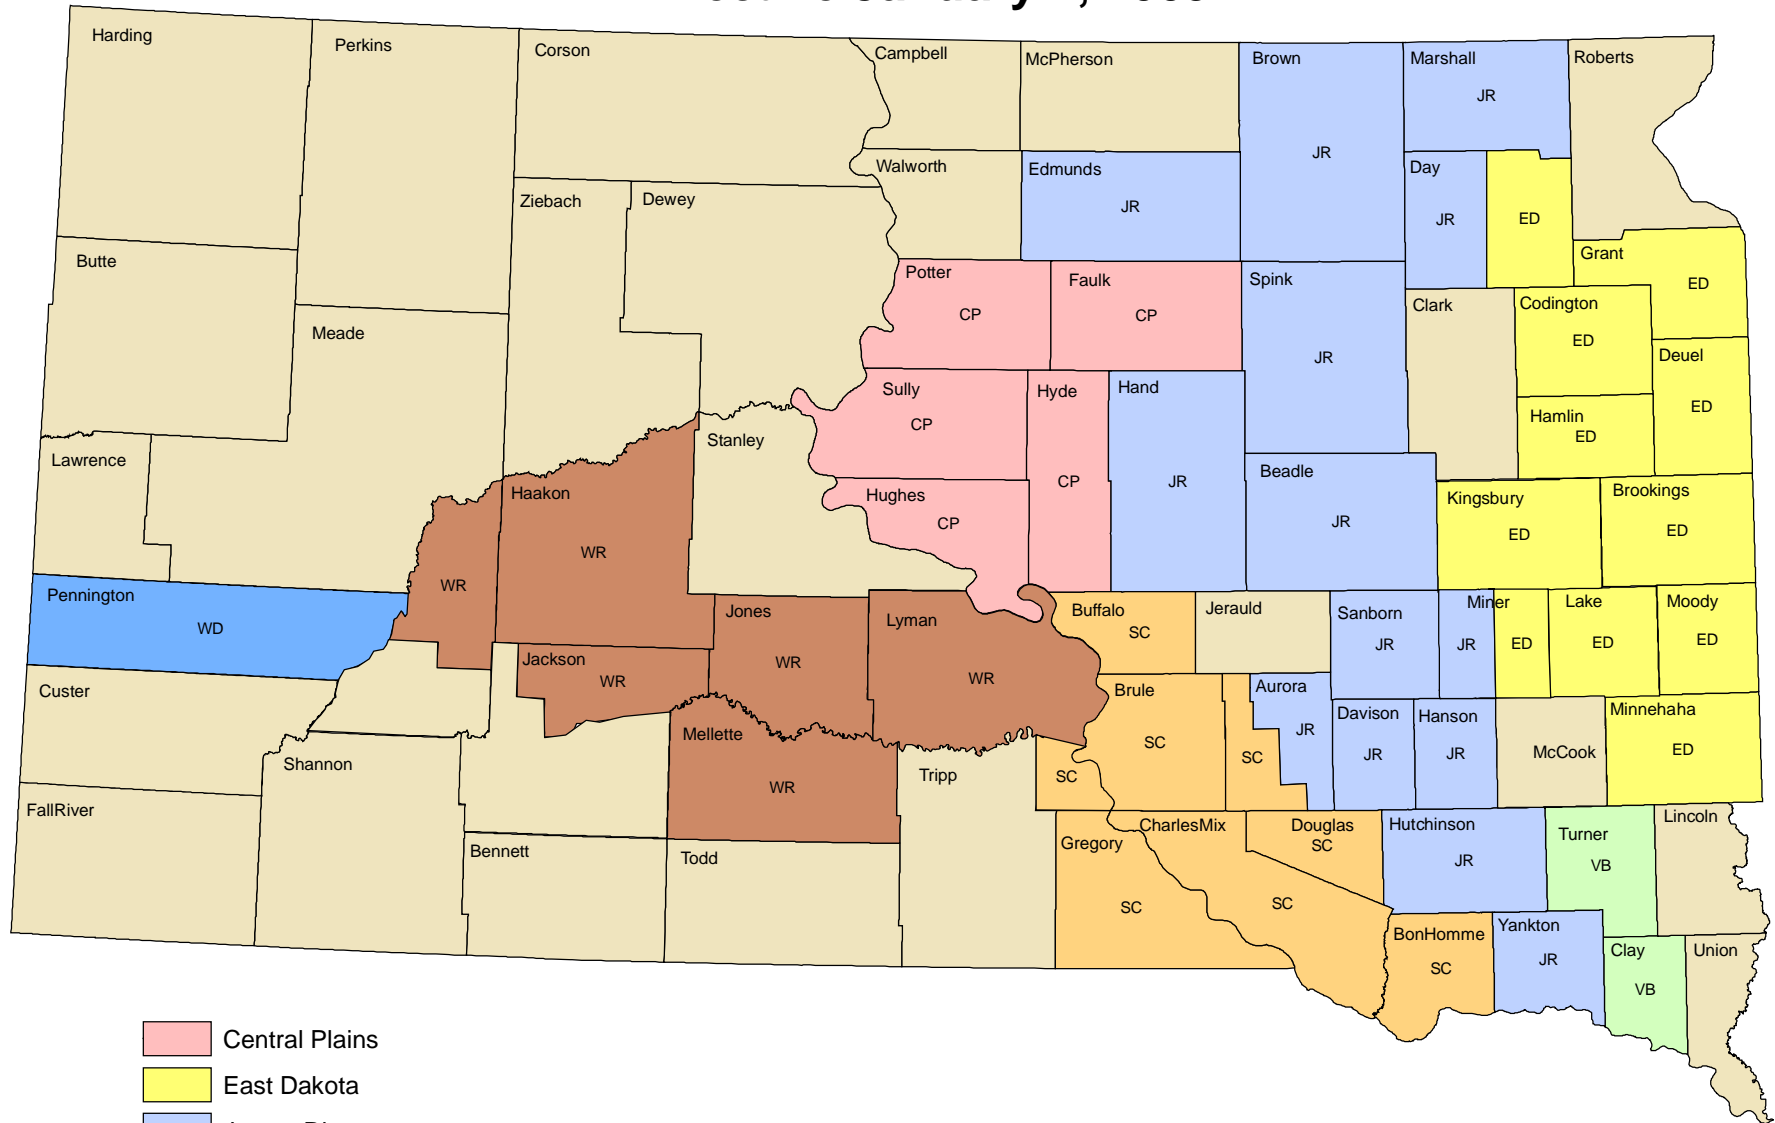 Harding
Perkins
Corson
Campbell
McPherson
Brown
JR
Marshall
JR
Roberts
Walworth
Edmunds
JR
Day
JR
ED
Ziebach
Dewey
Butte
Meade
Potter
CP
Faulk
CP
Spink
JR
Grant
ED
Clark
Codington
ED
Deuel
ED
Sully
CP
Hyde
CP
Hand
JR
Hamlin
ED
Lawrence
Stanley
Haakon
WR
WR
Hughes
CP
Beadle
JR
Kingsbury
ED
Brookings
ED
Pennington
WD
Jones
WR
Lyman
WR
Buffalo
SC
Jerauld
Sanborn
JR
Miner
JR
ED
Lake
ED
Moody
ED
Jackson
WR
Custer
Brule
SC
SC
Aurora
JR
SC
Davison
JR
Hanson
JR
McCook
Minnehaha
ED
Mellette
WR
Shannon
Tripp
FallRiver
Gregory
SC
CharlesMix
SC
Douglas
SC
Hutchinson
JR
Turner
VB
Lincoln
Bennett
Todd
BonHomme
SC
Yankton
JR
Clay
VB
Union
Central Plains
East Dakota